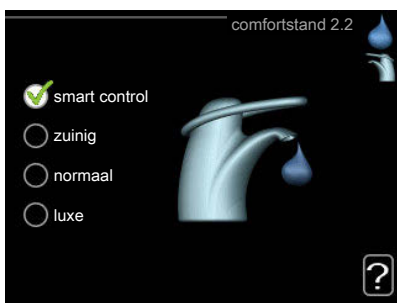 comfortstand 2.2
smart control
zuinig
normaal
luxe
?